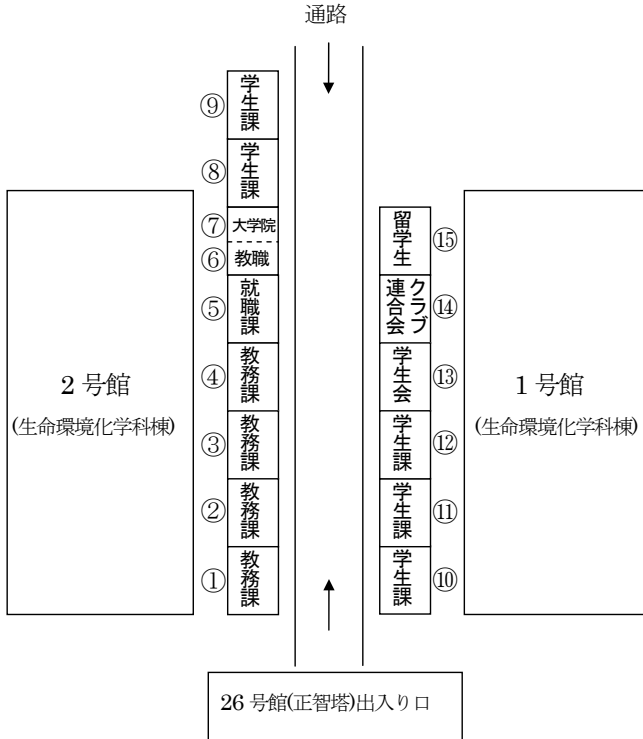 通路
⑨ 学生課
⑧ 学生課
⑦ 大学院
⑥ 教職
⑤ 就職課
④ 教務課
③ 教務課
② 教務課
① 教務課
留学生 ⑮
クラブ連合会 ⑭
学生会 ⑬
学生課 ⑫
学生課 ⑪
学生課 ⑩
2 号館
(生命環境化学科棟)
1 号館
(生命環境化学科棟)
26 号館(正智塔)出入り口